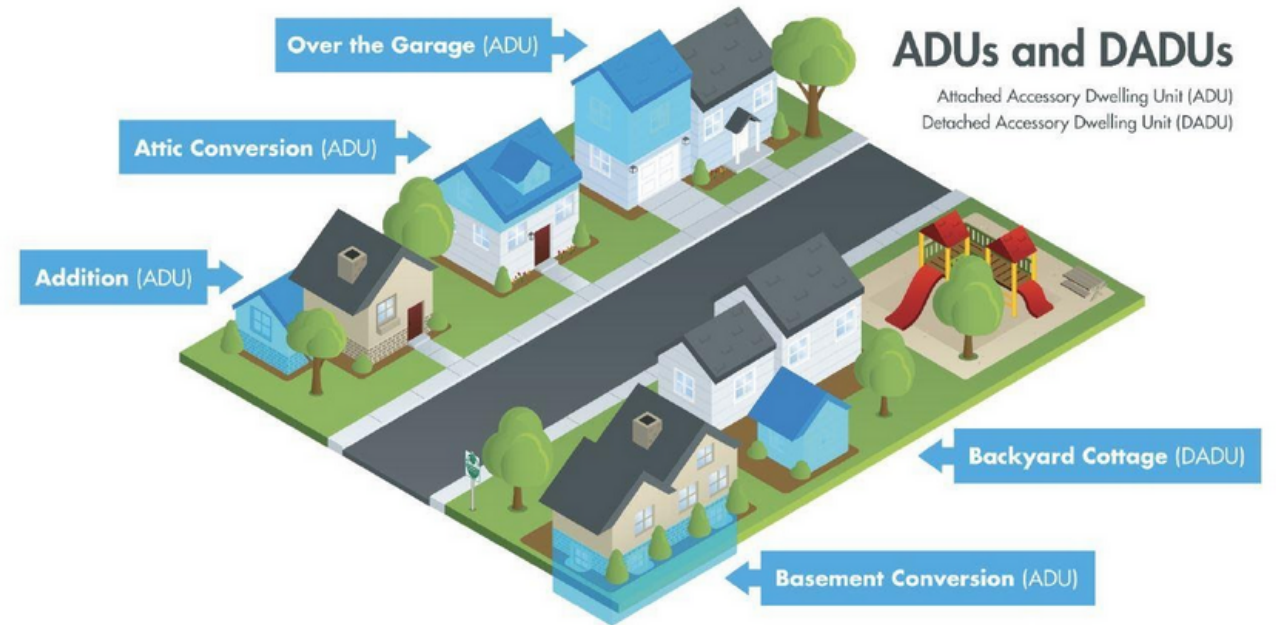 ADUs and DADUs
Attached Accessory Dwelling Unit (ADU)
Detached Accessory Dwelling Unit (DADU)
Over the Garage (ADU)
Attic Conversion (ADU)
Addition (ADU)
Backyard Cottage (DADU)
Basement Conversion (ADU)